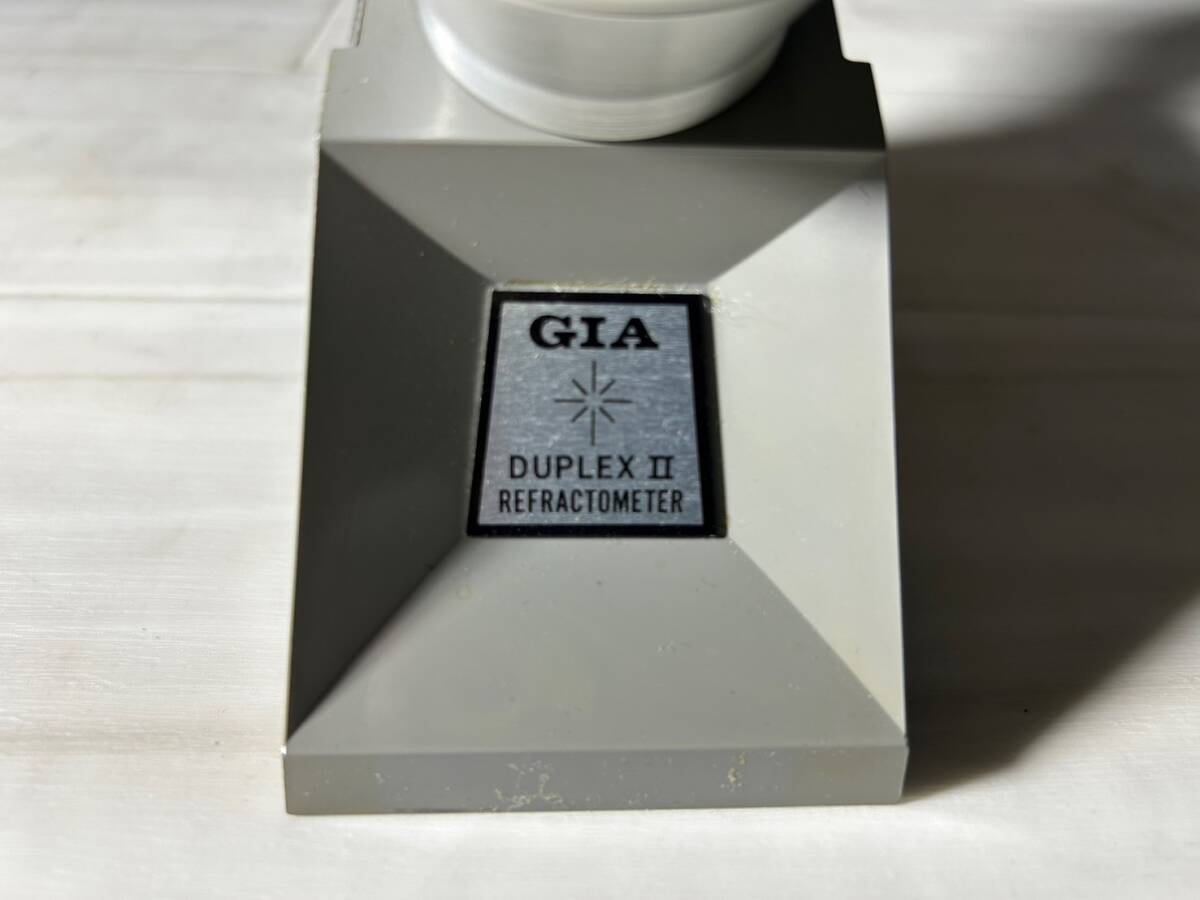 GIA
DUPLEX II
REFRACTOMETER